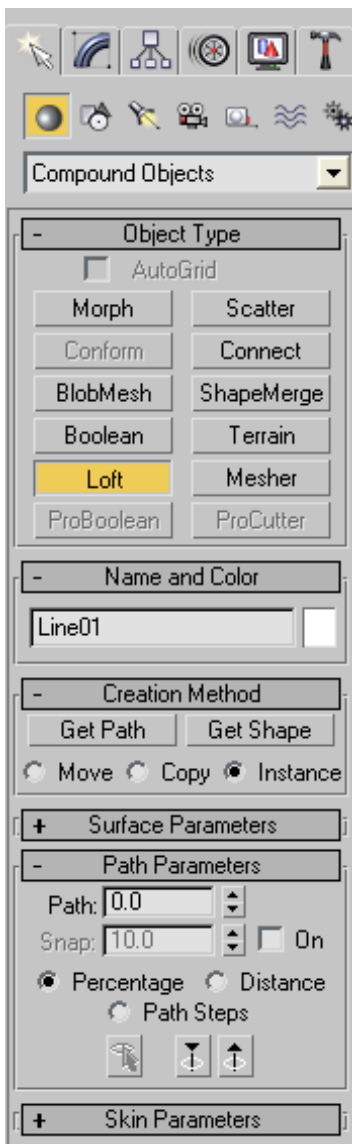 Compound Objects
- Object Type
AutoGrid
Morph Scatter
Conform Connect
BlobMesh ShapeMerge
Boolean Terrain
Loft Mesher
ProBoolean ProCutter
- Name and Color
Line01
- Creation Method
Get Path Get Shape
Move Copy Instance
+ Surface Parameters
- Path Parameters
Path: 0.0
Snap: 10.0 On
Percentage Distance
Path Steps
+ Skin Parameters